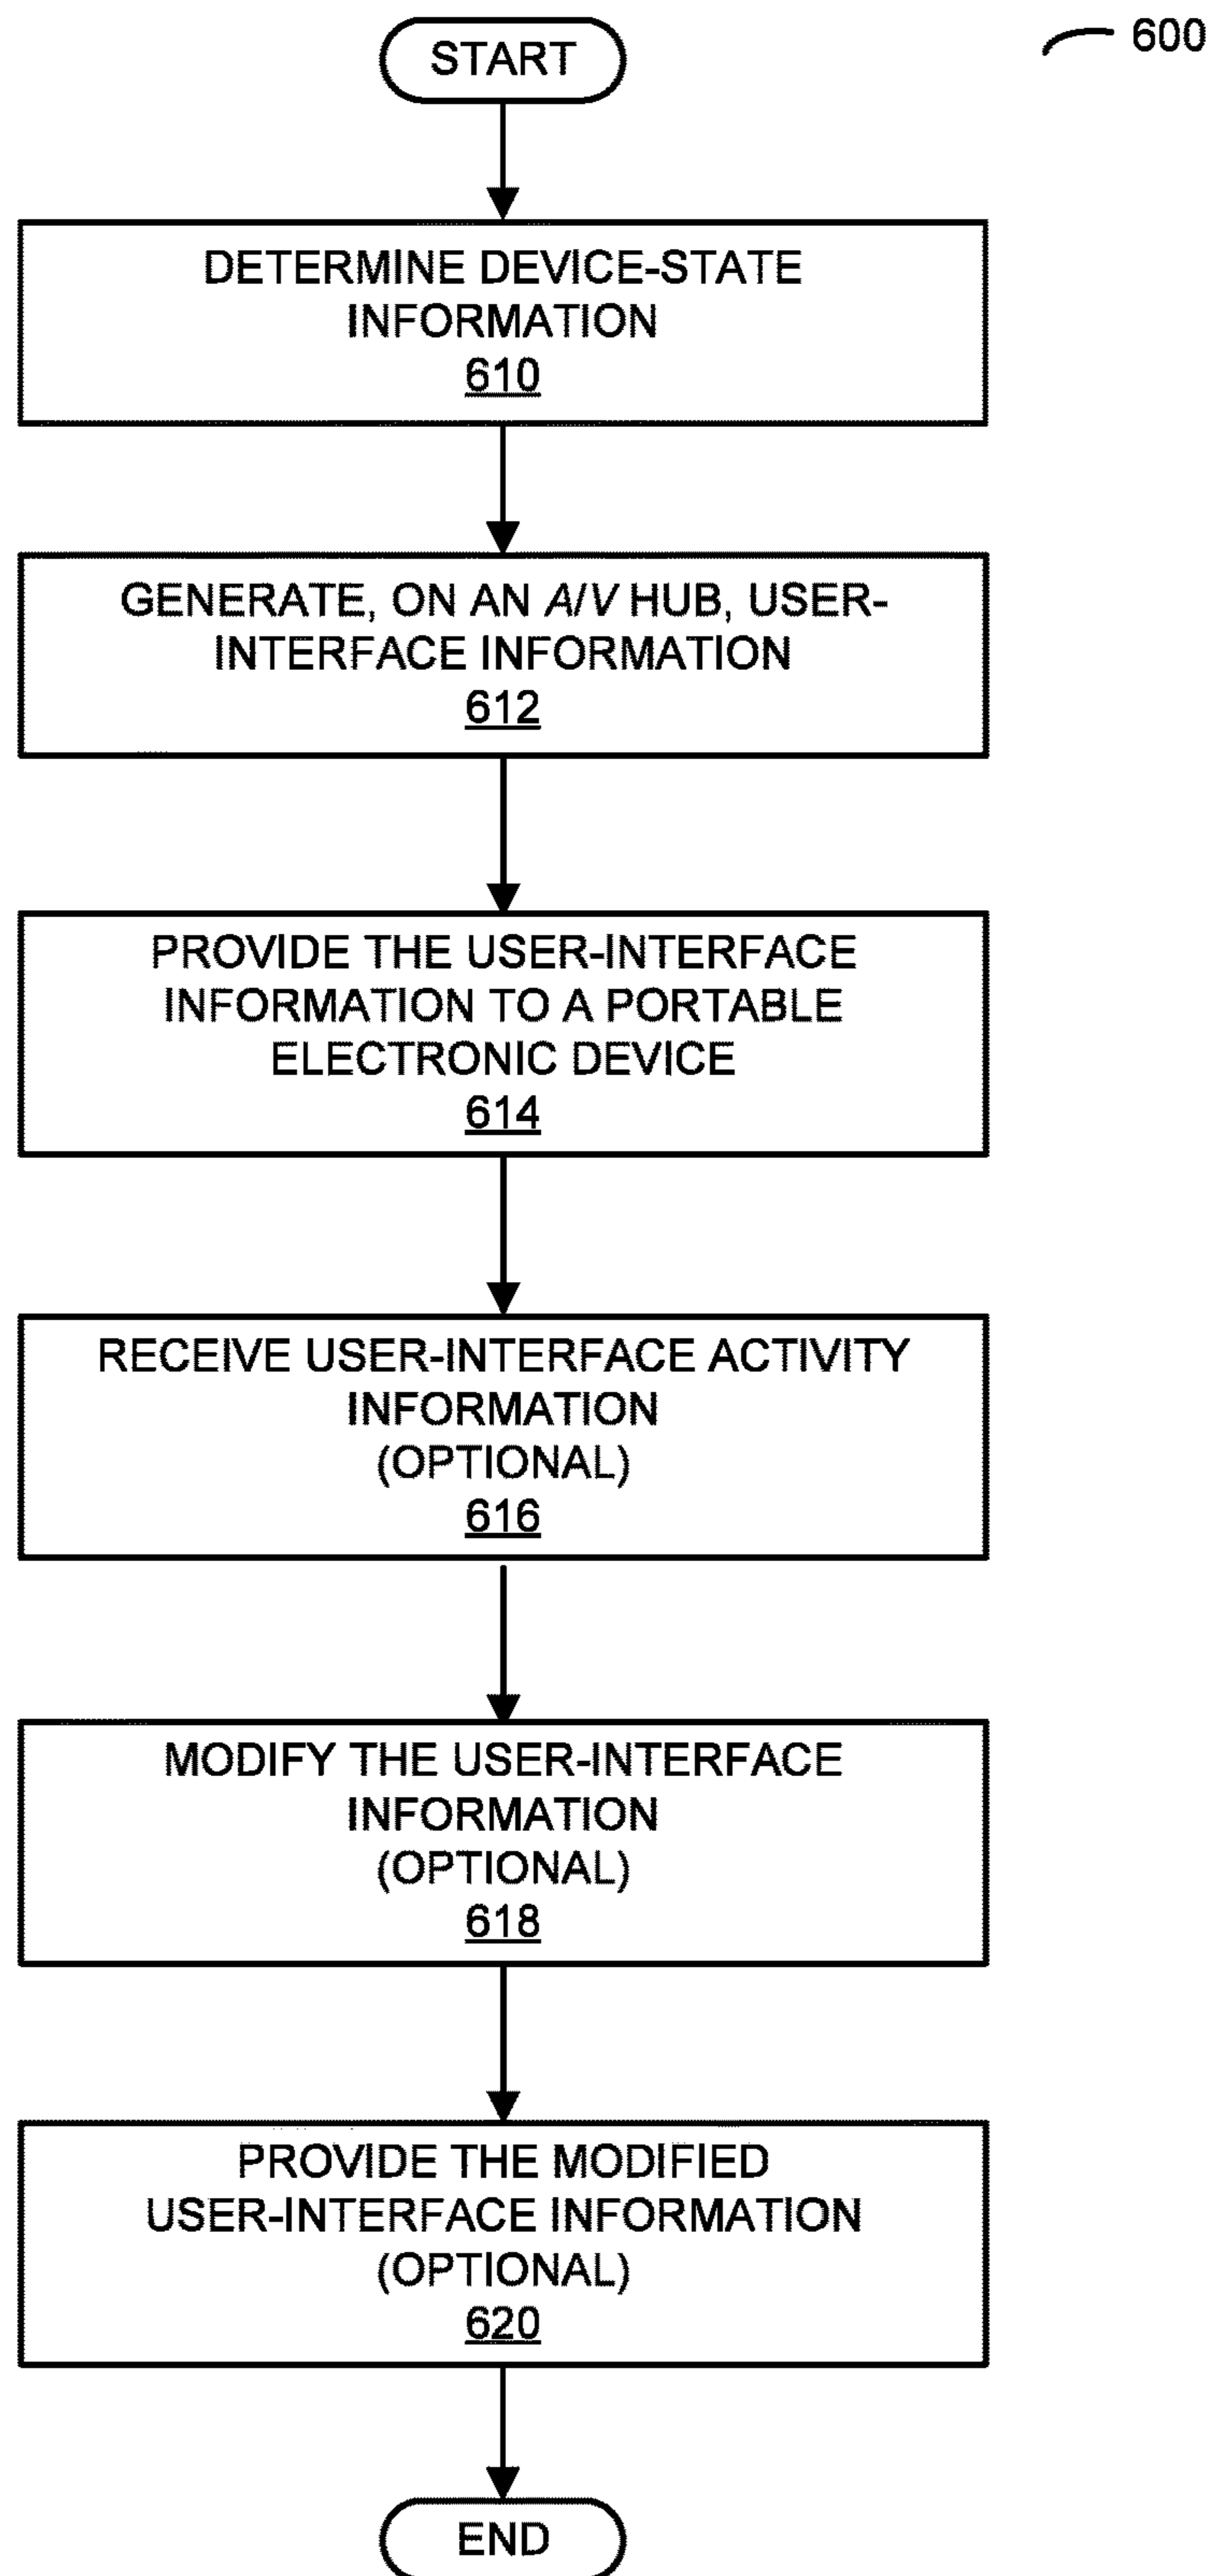 START
600
DETERMINE DEVICE-STATE
INFORMATION
610
GENERATE, ON AN A/V HUB, USER-
INTERFACE INFORMATION
612
PROVIDE THE USER-INTERFACE
INFORMATION TO A PORTABLE
ELECTRONIC DEVICE
614
RECEIVE USER-INTERFACE ACTIVITY
INFORMATION
(OPTIONAL)
616
MODIFY THE USER-INTERFACE
INFORMATION
(OPTIONAL)
618
PROVIDE THE MODIFIED
USER-INTERFACE INFORMATION
(OPTIONAL)
620
END